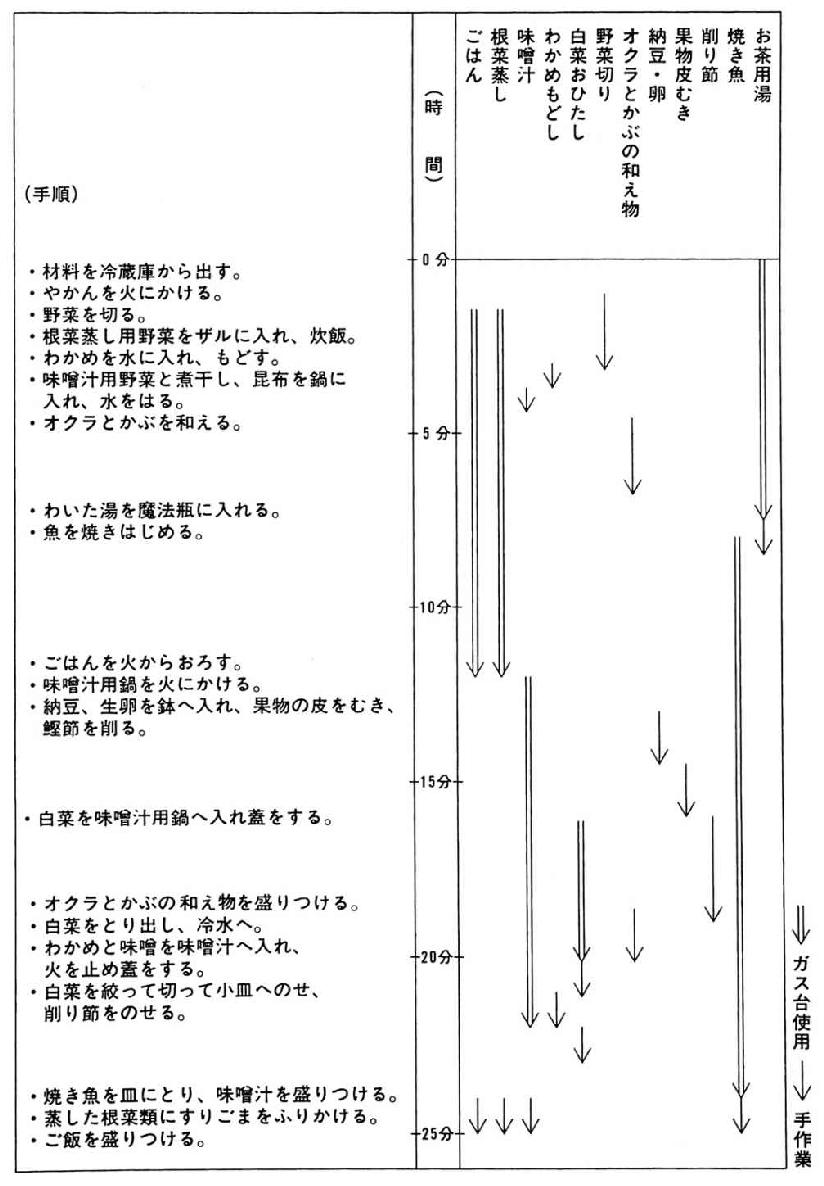 お茶用湯
焼き魚
削り節
果物皮むき
納豆・卵
オクラとかぶの和え物
野菜切り
白菜おひたし
わかめもどし
味噌汁
根菜蒸し
ごはん
(時 間)
(手順)
0分
・材料を冷蔵庫から出す。
・やかんを火にかける。
・野菜を切る。
・根菜蒸し用野菜をザルに入れ、炊飯。
・わかめを水に入れ、もどす。
・味噌汁用野菜と煮干し、昆布を鍋に
入れ、水をはる。
・オクラとかぶを和える。
5分
・わいた湯を魔法瓶に入れる。
・魚を焼きはじめる。
10分
・ごはんを火からおろす。
・味噌汁用鍋を火にかける。
・納豆、生卵を鉢へ入れ、果物の皮をむき、
鰹節を削る。
15分
・白菜を味噌汁用鍋へ入れ蓋をする。
・オクラとかぶの和え物を盛りつける。
・白菜をとり出し、冷水へ。
・わかめと味噌を味噌汁へ入れ、
火を止め蓋をする。
20分
・白菜を絞って切って小皿へのせ、
削り節をのせる。
・焼き魚を皿にとり、味噌汁を盛りつける。
・蒸した根菜類にすりごまをふりかける。
・ご飯を盛りつける。
25分
ガス台使用
手作業